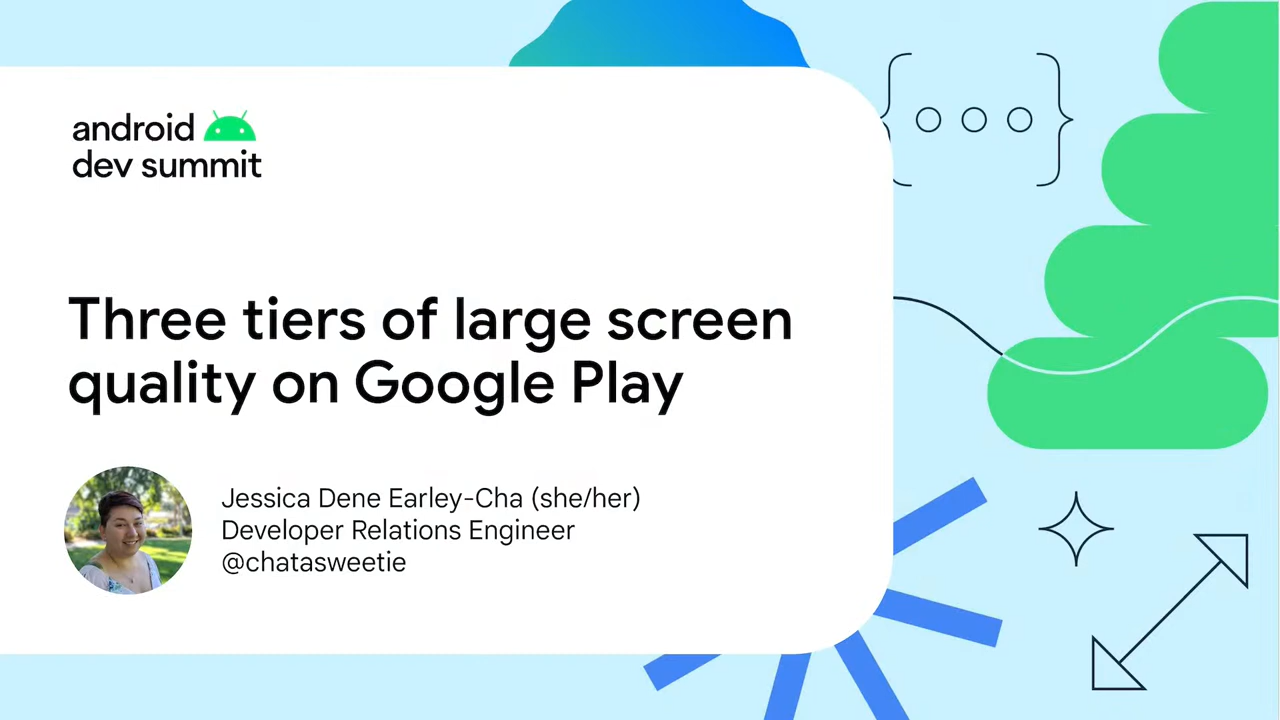 android
dev summit
Three tiers of large screen
quality on Google Play
Jessica Dene Earley-Cha (she/her)
Developer Relations Engineer
@chatasweetie